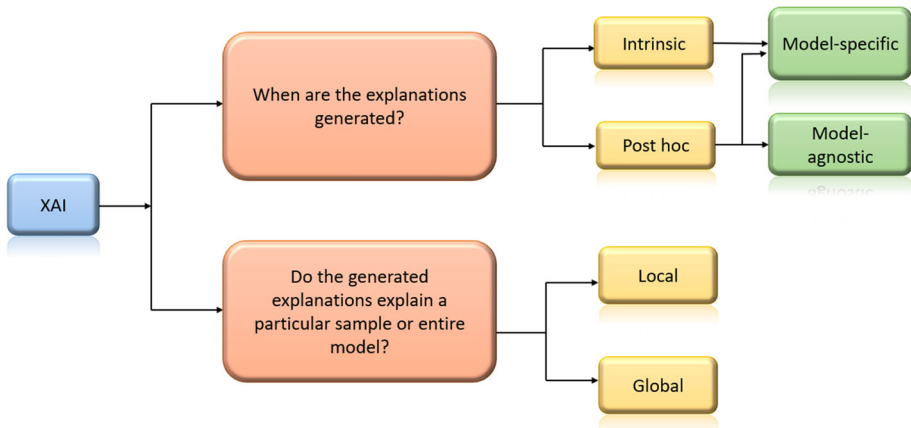 XAI
When are the explanations
generated?
Intrinsic
Post hoc
Model-specific
Model-
agnostic
Do the generated
explanations explain a
particular sample or entire
model?
Local
Global